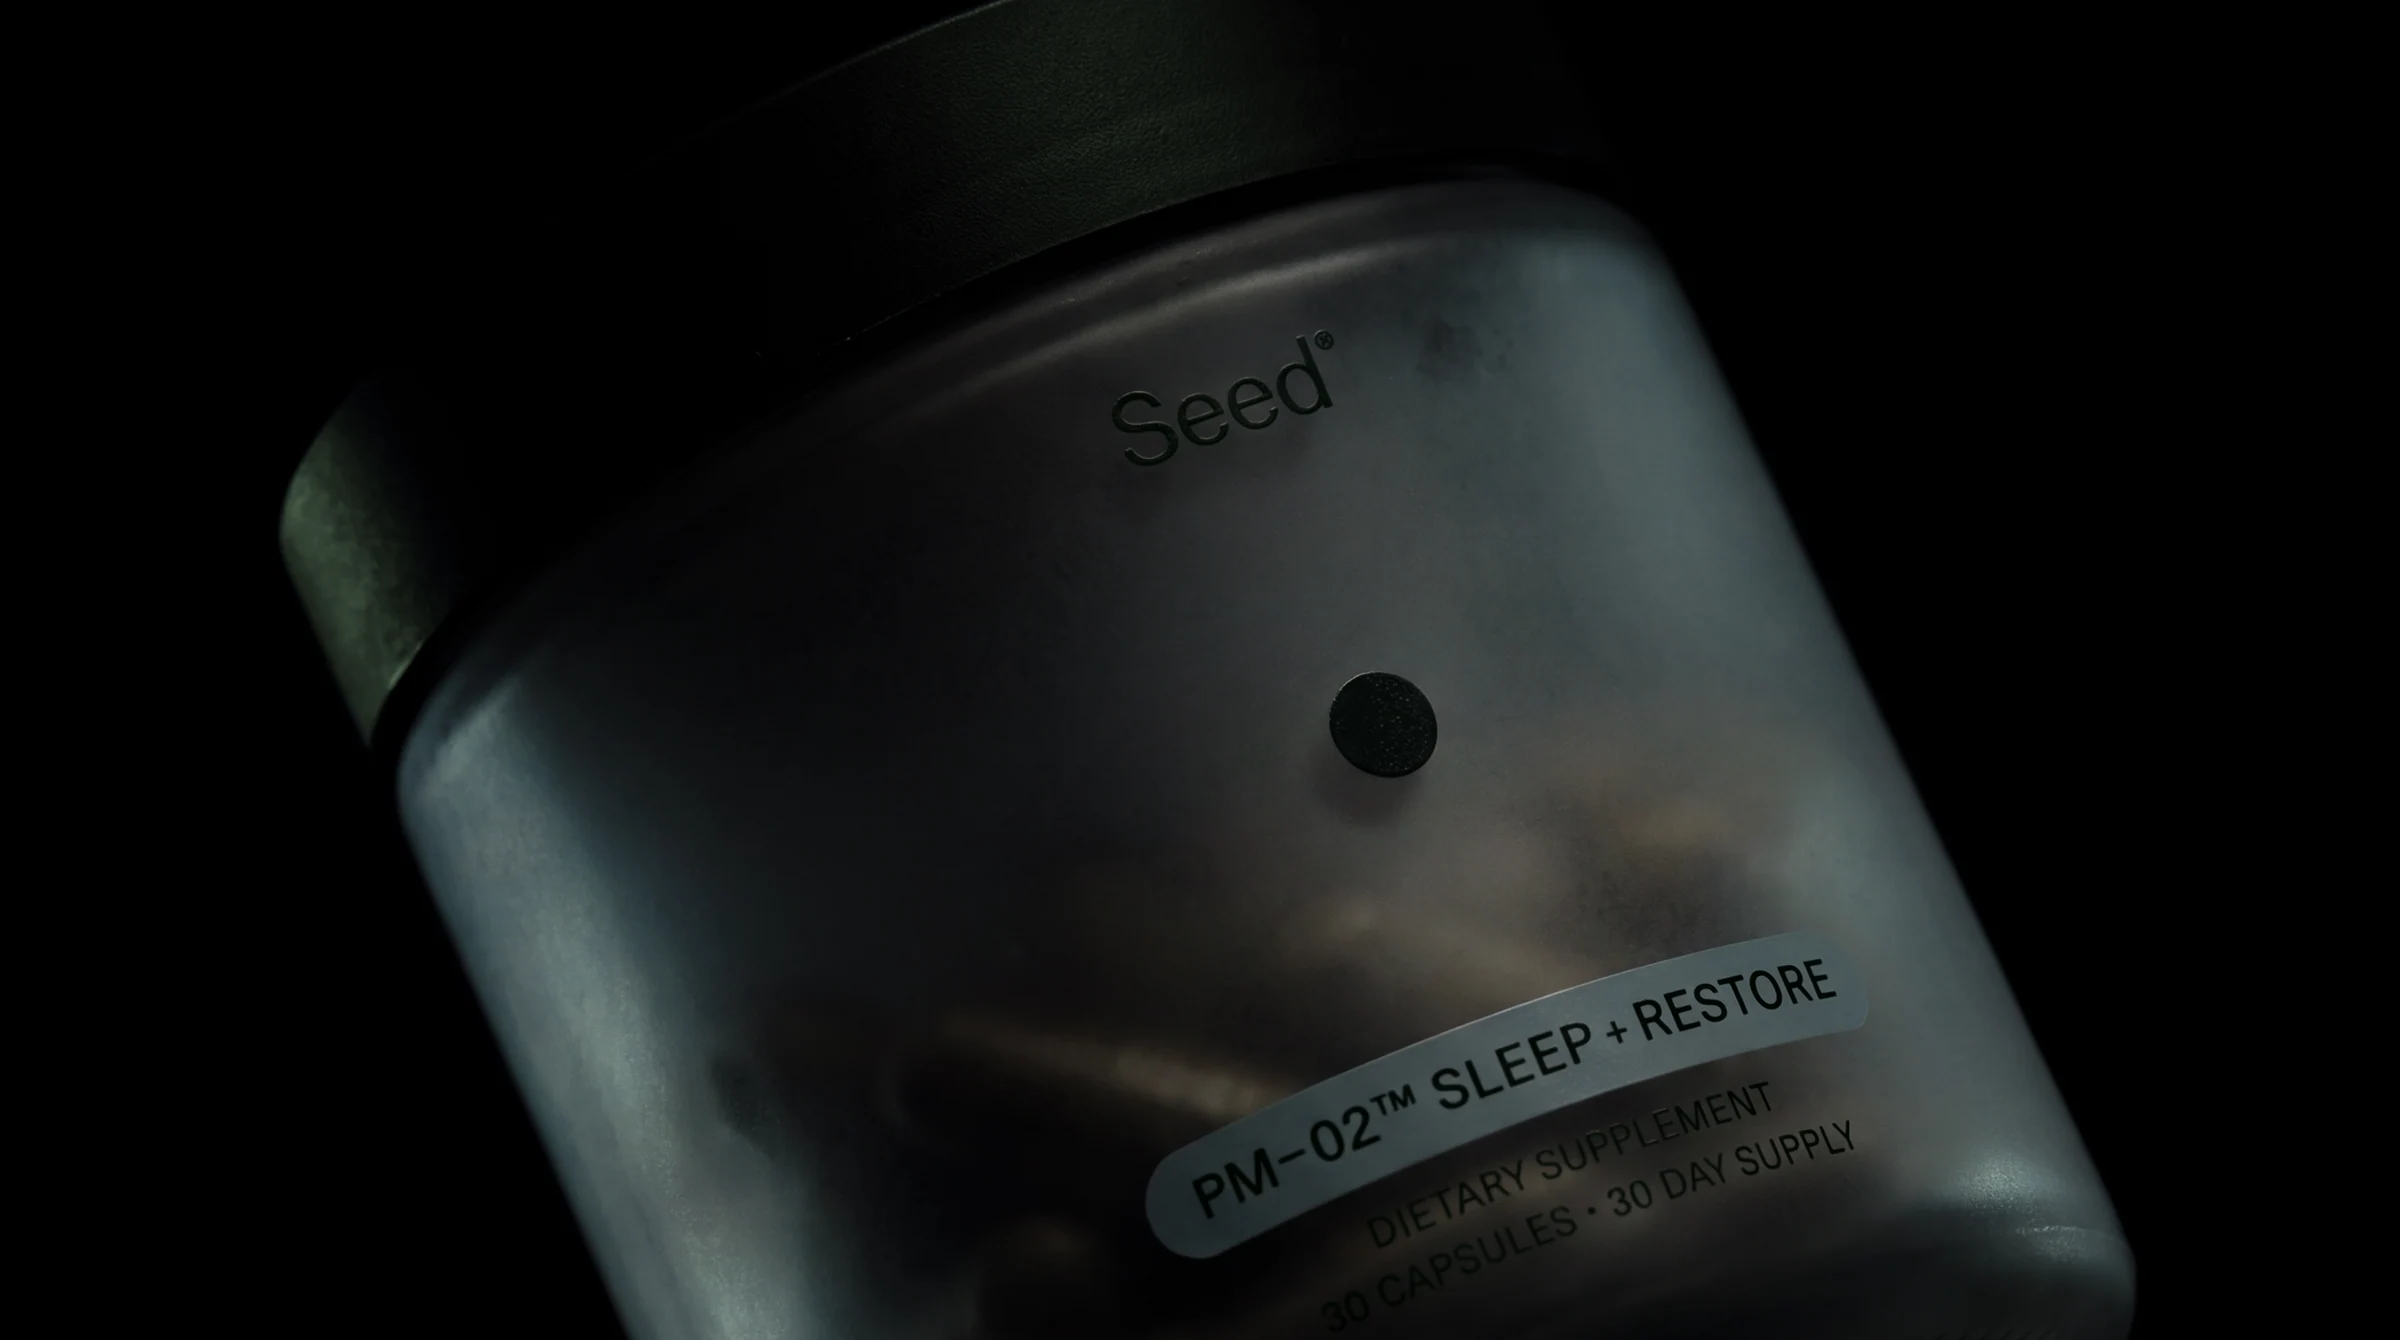 Seed®
PM-02™ SLEEP + RESTORE
DIETARY SUPPLEMENT
30 CAPSULES • 30 DAY SUPPLY